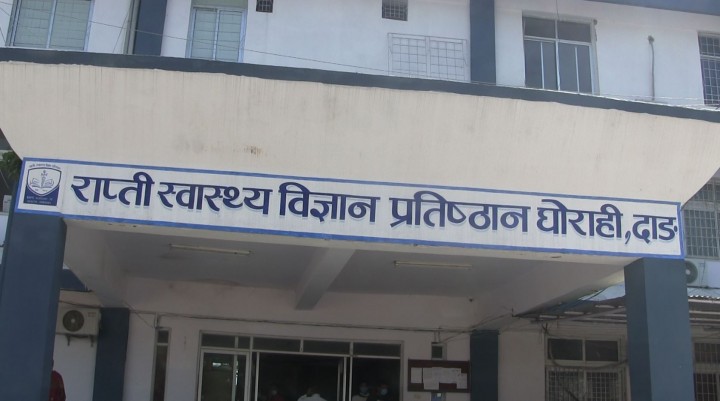 राप्ती स्वास्थ्य विज्ञान प्रतिष्ठान घोराही, दाङ